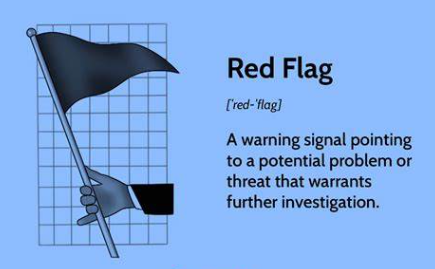 Red Flag
['red-'flag]
A warning signal pointing
to a potential problem or
threat that warrants
further investigation.